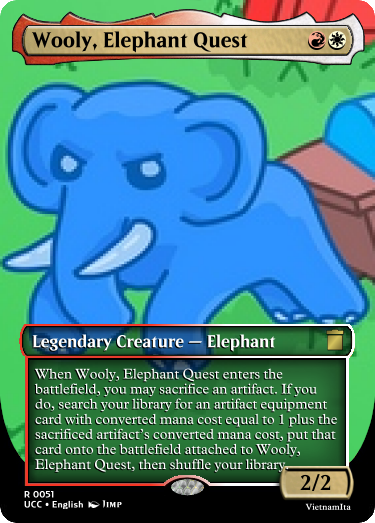 Wooly, Elephant Quest
Legendary Creature — Elephant
When Wooly, Elephant Quest enters the
battlefield, you may sacrifice an artifact. If you
do, search your library for an artifact equipment
card with converted mana cost equal to 1 plus the
sacrificed artifact's converted mana cost, put that
card onto the battlefield attached to Wooly,
Elephant Quest, then shuffle your library.
2/2
R 0051
UCC • English JIMP
VietnamIta